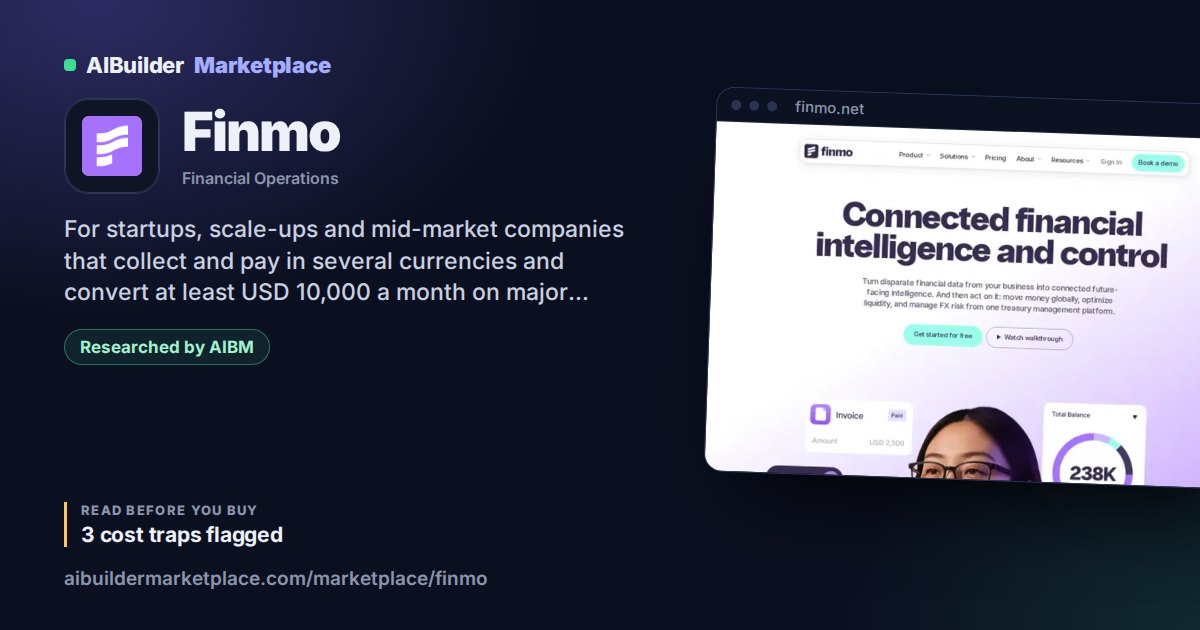 AIBuilder Marketplace
Finmo
Financial Operations
For startups, scale-ups and mid-market companies
that collect and pay in several currencies and
convert at least USD 10,000 a month on major...
Researched by AIBM
READ BEFORE YOU BUY
3 cost traps flagged
aibuildermarketplace.com/marketplace/finmo
finmo.net
finmo
Product
Solutions
Pricing
About
Resources
Sign In
Book a demo
Connected financial
intelligence and control
Turn disparate financial data from your business into connected future-
facing intelligence. And then act on it: move money globally, optimize
liquidity, and manage FX risk from one treasury management platform.
Get started for free
Watch walkthrough
Invoice
Paid
Amount
USD 2,500
Total Balance
238K